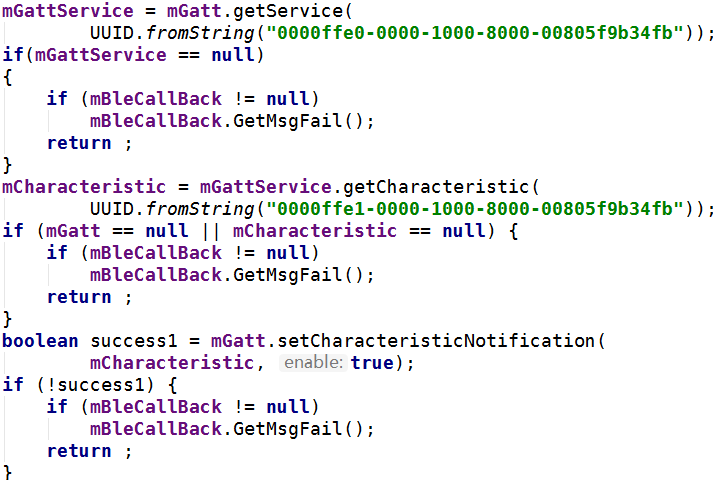 mGattService = mGatt.getService(
        UUID.fromString("0000ffe0-0000-1000-8000-00805f9b34fb"));
if(mGattService == null)
{
    if (mBleCallBack != null)
        mBleCallBack.GetMsgFail();
    return ;
}
mCharacteristic = mGattService.getCharacteristic(
        UUID.fromString("0000ffe1-0000-1000-8000-00805f9b34fb"));
if (mGatt == null || mCharacteristic == null) {
    if (mBleCallBack != null)
        mBleCallBack.GetMsgFail();
    return ;
}
boolean success1 = mGatt.setCharacteristicNotification(
        mCharacteristic, enable: true);
if (!success1) {
    if (mBleCallBack != null)
        mBleCallBack.GetMsgFail();
    return ;
}